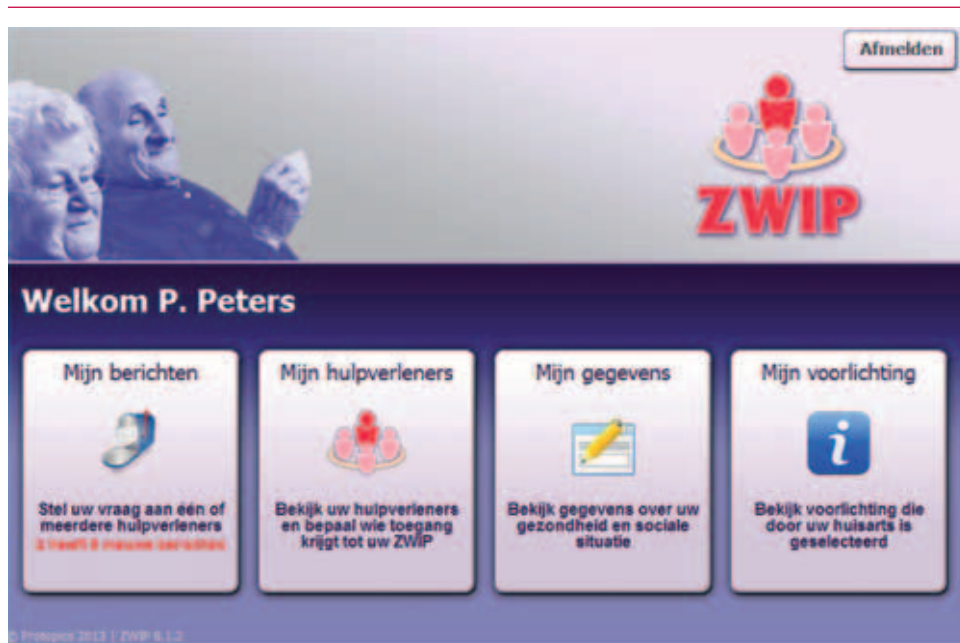 Afmelden
ZWIP
Welkom P. Peters
Mijn berichten
Stel uw vraag aan één of
meerdere hulpverleners
Mijn hulpverleners
Bekijk uw hulpverleners
en bepaal wie toegang
krijgt tot uw ZWIP
Mijn gegevens
Bekijk gegevens over uw
gezondheid en sociale
situatie
Mijn voorlichting
Bekijk voorlichting die
door uw huisarts is
geselecteerd
2013 | ZWIP